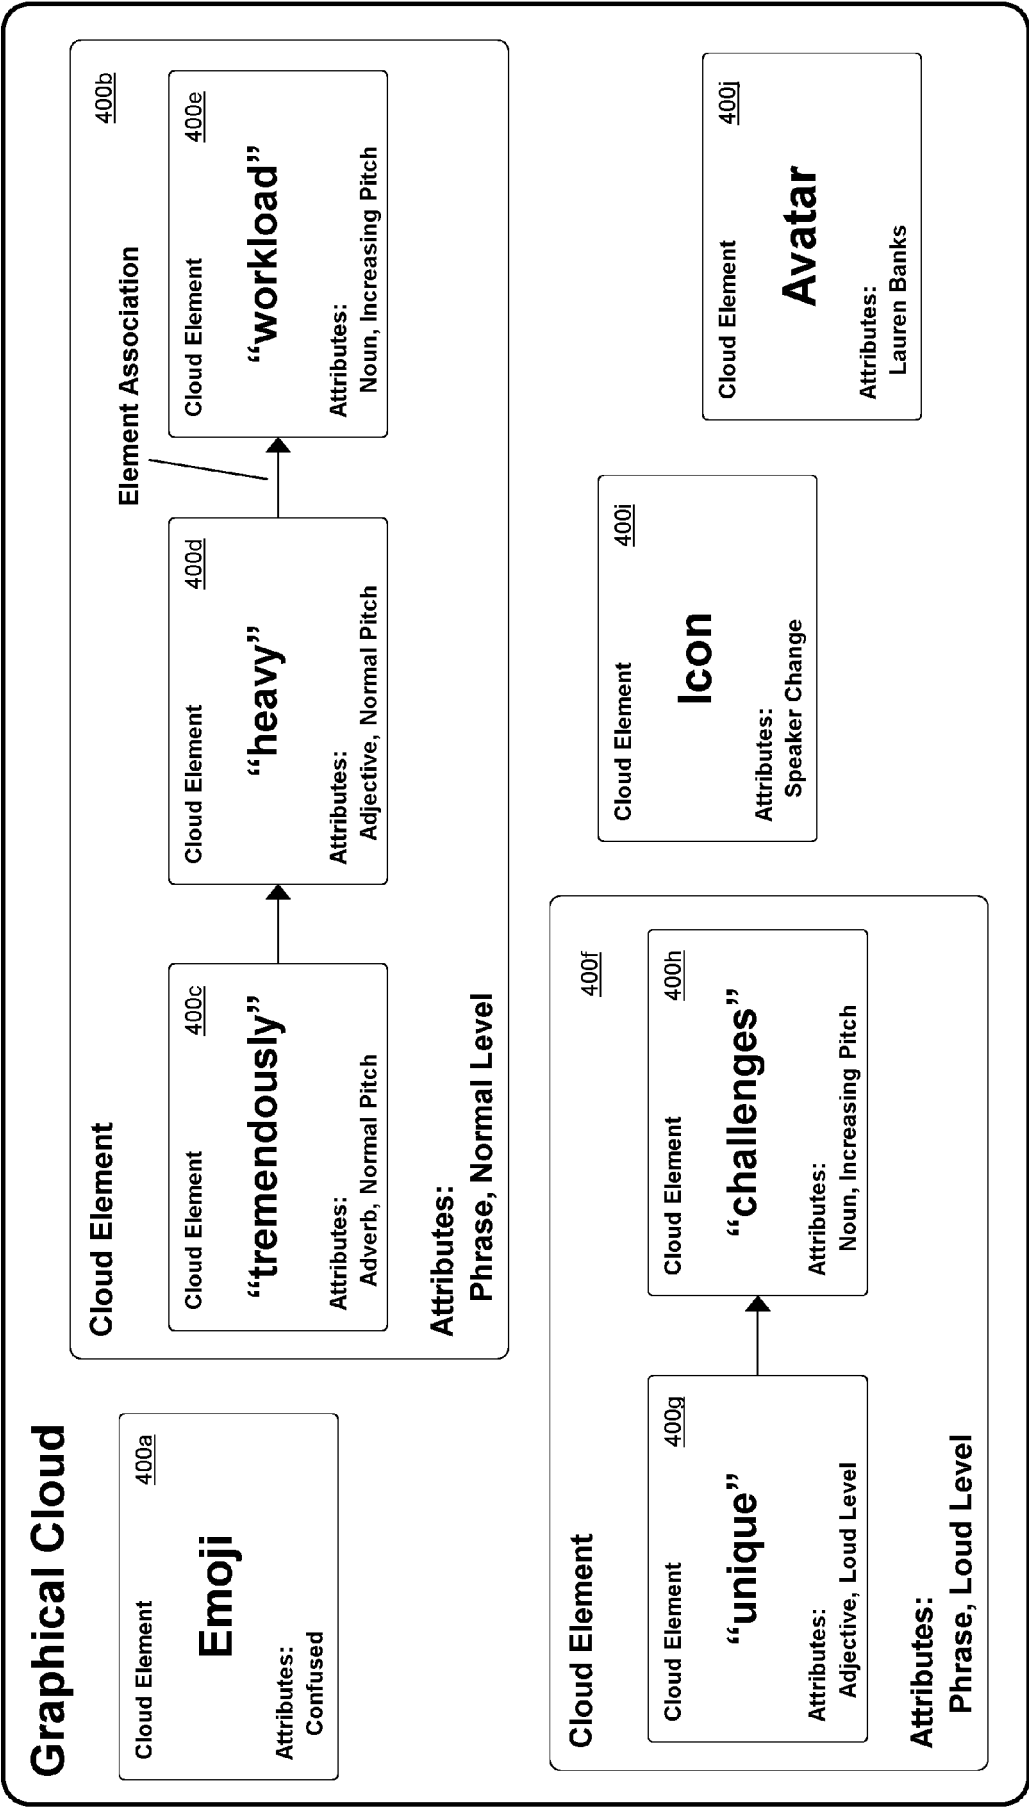 Graphical Cloud
Cloud Element
400a
Emoji
Attributes:
Confused
Cloud Element
400b
Element Association
Cloud Element
400c
“tremendously”
Attributes:
Adverb, Normal Pitch
Cloud Element
400d
“heavy”
Attributes:
Adjective, Normal Pitch
Cloud Element
400e
“workload”
Attributes:
Noun, Increasing Pitch
Attributes:
Phrase, Normal Level
Cloud Element
400f
Cloud Element
400g
“unique”
Attributes:
Adjective, Loud Level
Cloud Element
400h
“challenges”
Attributes:
Noun, Increasing Pitch
Attributes:
Phrase, Loud Level
Cloud Element
400i
Icon
Attributes:
Speaker Change
Cloud Element
400j
Avatar
Attributes:
Lauren Banks